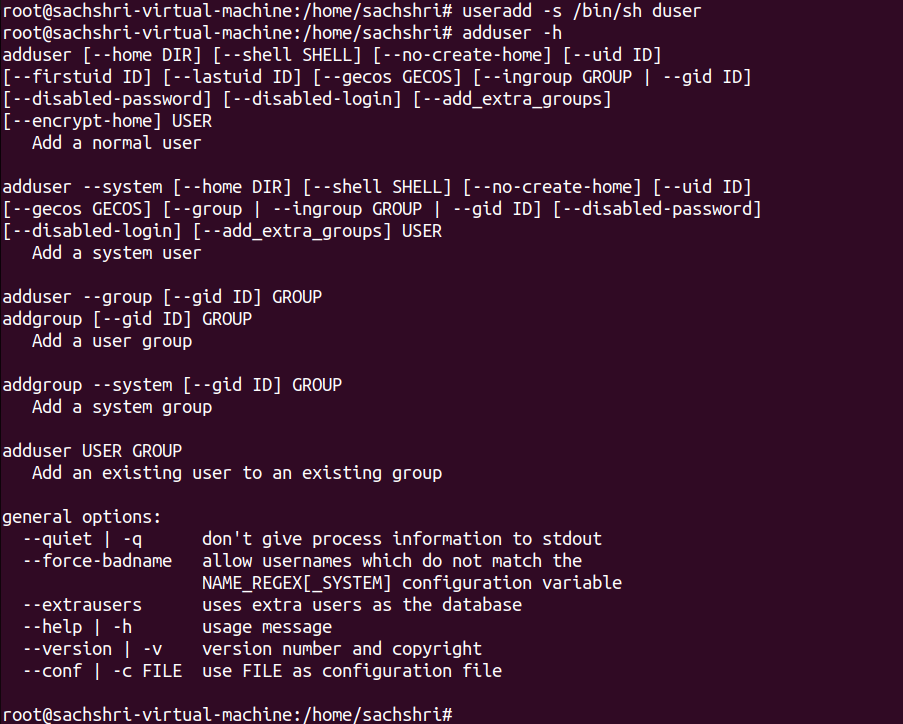 root@sachshri-virtual-machine:/home/sachshri# useradd -s /bin/sh duser
root@sachshri-virtual-machine:/home/sachshri# adduser -h
adduser [--home DIR] [--shell SHELL] [--no-create-home] [--uid ID]
[--firstuid ID] [--lastuid ID] [--gecos GECOS] [--ingroup GROUP | --gid ID]
[--disabled-password] [--disabled-login] [--add_extra_groups]
[--encrypt-home] USER
   Add a normal user

adduser --system [--home DIR] [--shell SHELL] [--no-create-home] [--uid ID]
[--gecos GECOS] [--group | --ingroup GROUP | --gid ID] [--disabled-password]
[--disabled-login] [--add_extra_groups] USER
   Add a system user

adduser --group [--gid ID] GROUP
addgroup [--gid ID] GROUP
   Add a user group

addgroup --system [--gid ID] GROUP
   Add a system group

adduser USER GROUP
   Add an existing user to an existing group

general options:
  --quiet | -q      don't give process information to stdout
  --force-badname   allow usernames which do not match the
                    NAME_REGEX[_SYSTEM] configuration variable
  --extrausers      uses extra users as the database
  --help | -h       usage message
  --version | -v    version number and copyright
  --conf | -c FILE  use FILE as configuration file

root@sachshri-virtual-machine:/home/sachshri#